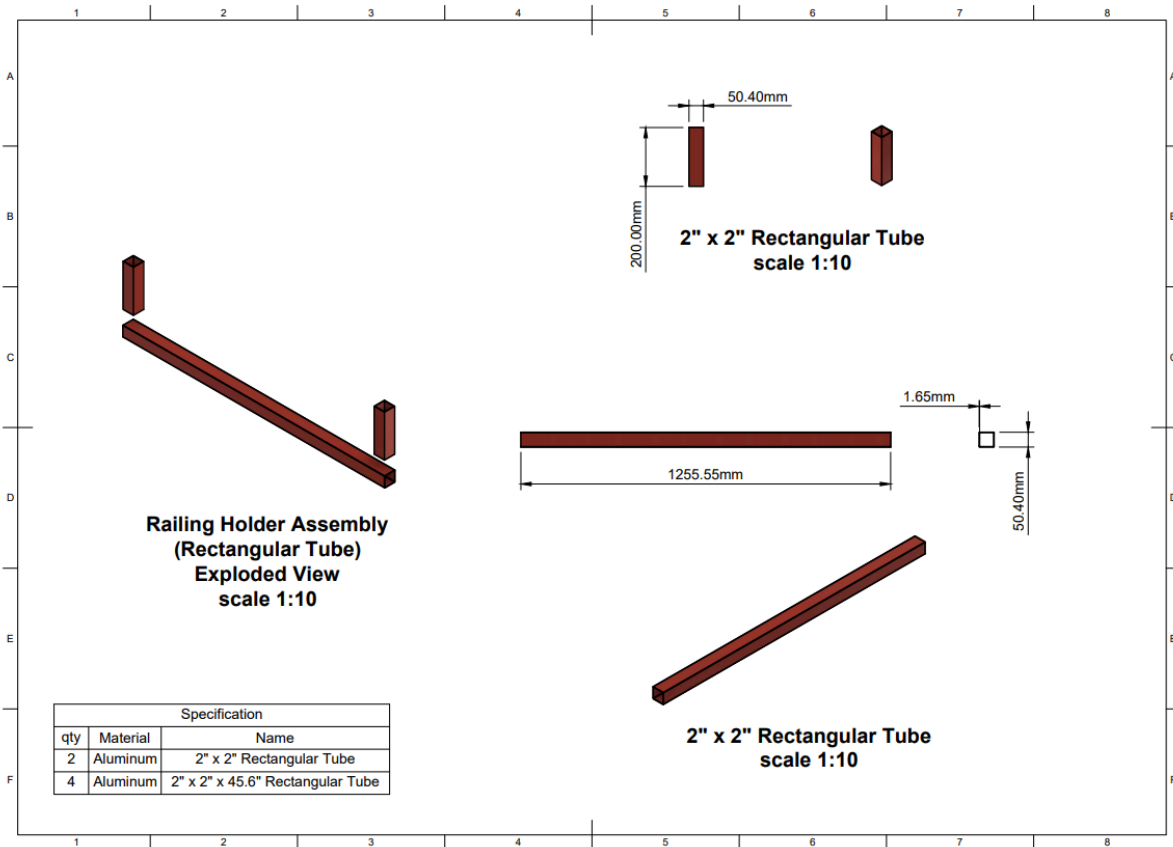 1 2 3 4 5 6 7 8
A
B
C
D
E
F
50.40mm
200.00mm
2" x 2" Rectangular Tube
scale 1:10
1.65mm
1255.55mm
50.40mm
Railing Holder Assembly
(Rectangular Tube)
Exploded View
scale 1:10
2" x 2" Rectangular Tube
scale 1:10
Specification
qty Material Name
2 Aluminum 2" x 2" Rectangular Tube
4 Aluminum 2" x 2" x 45.6" Rectangular Tube
1 2 3 4 5 6 7 8